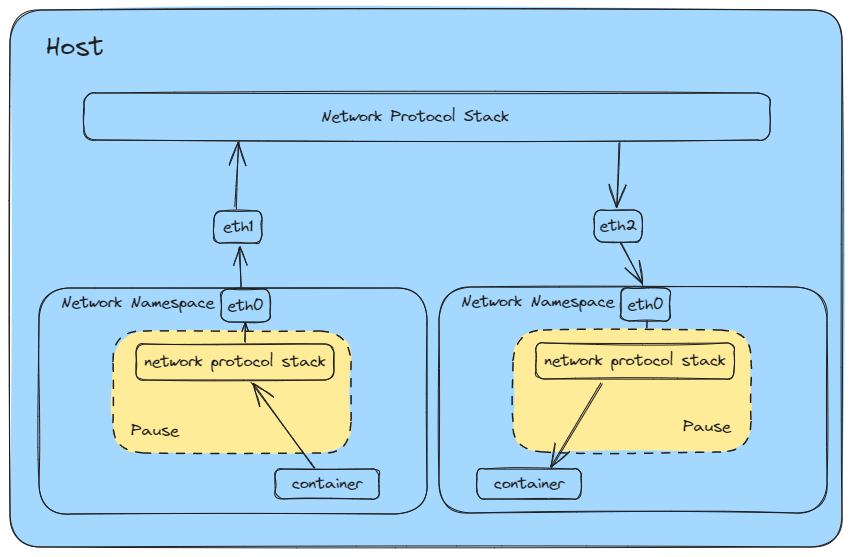 Host
Network Protocol Stack
eth1
eth2
Network Namespace
eth0
Network Namespace
eth0
network protocol stack
network protocol stack
Pause
Pause
container
container